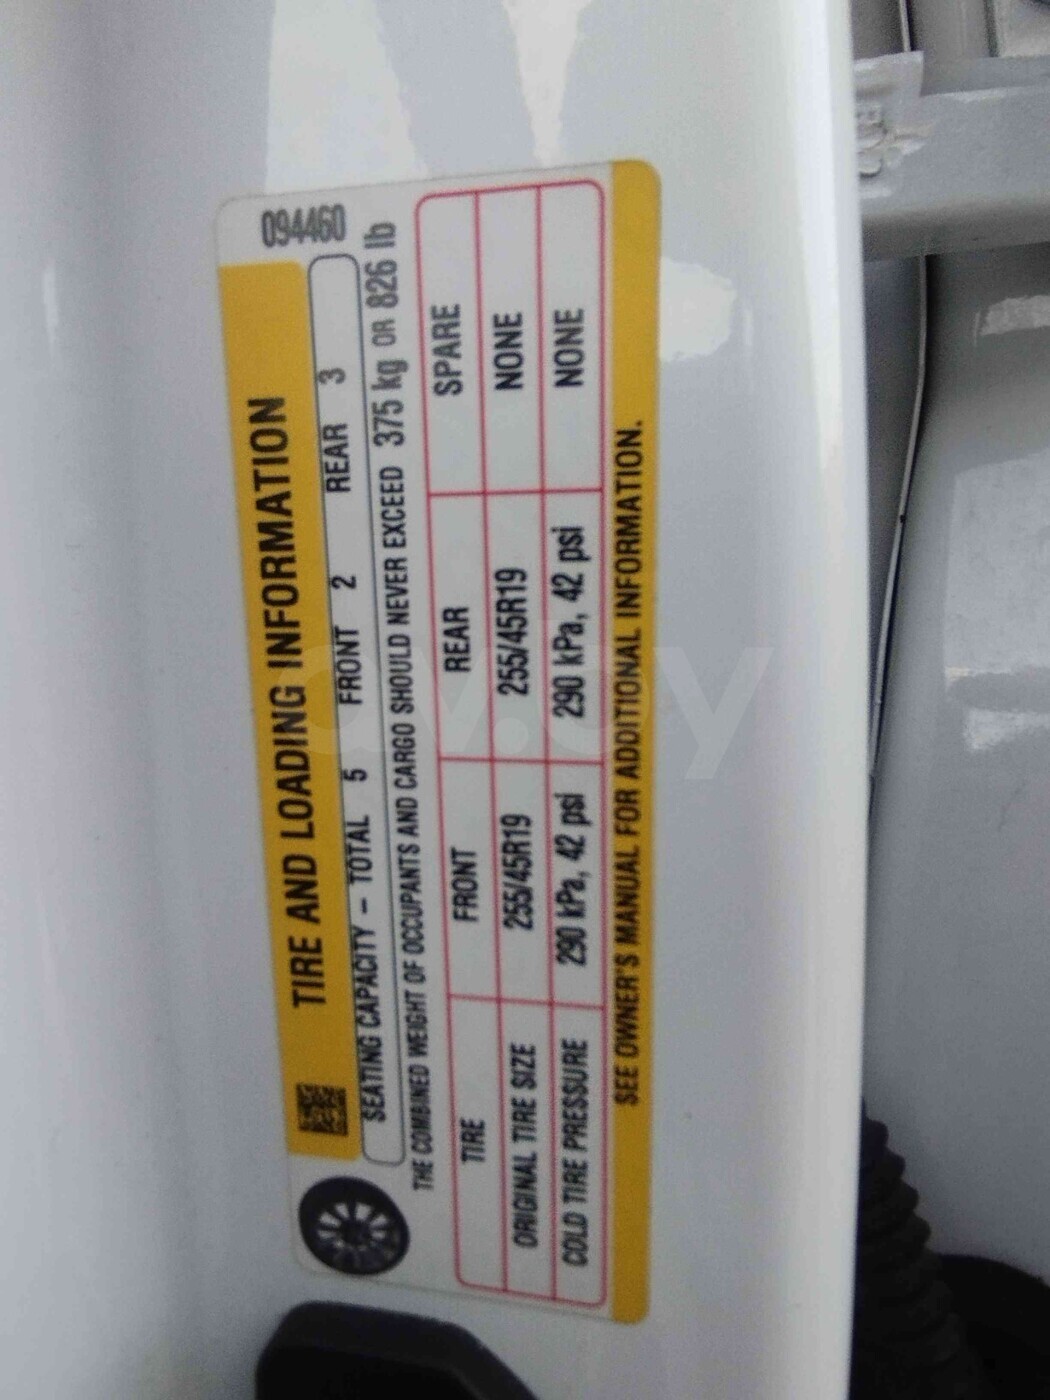 094460
TIRE AND LOADING INFORMATION
SEATING CAPACITY – TOTAL 5 FRONT 2 REAR 3
THE COMBINED WEIGHT OF OCCUPANTS AND CARGO SHOULD NEVER EXCEED 375 kg OR 826 lb
TIRE FRONT REAR SPARE
ORIGINAL TIRE SIZE 255/45R19 255/45R19 NONE
COLD TIRE PRESSURE 290 kPa, 42 psi 290 kPa, 42 psi NONE
SEE OWNER'S MANUAL FOR ADDITIONAL INFORMATION.
av.by